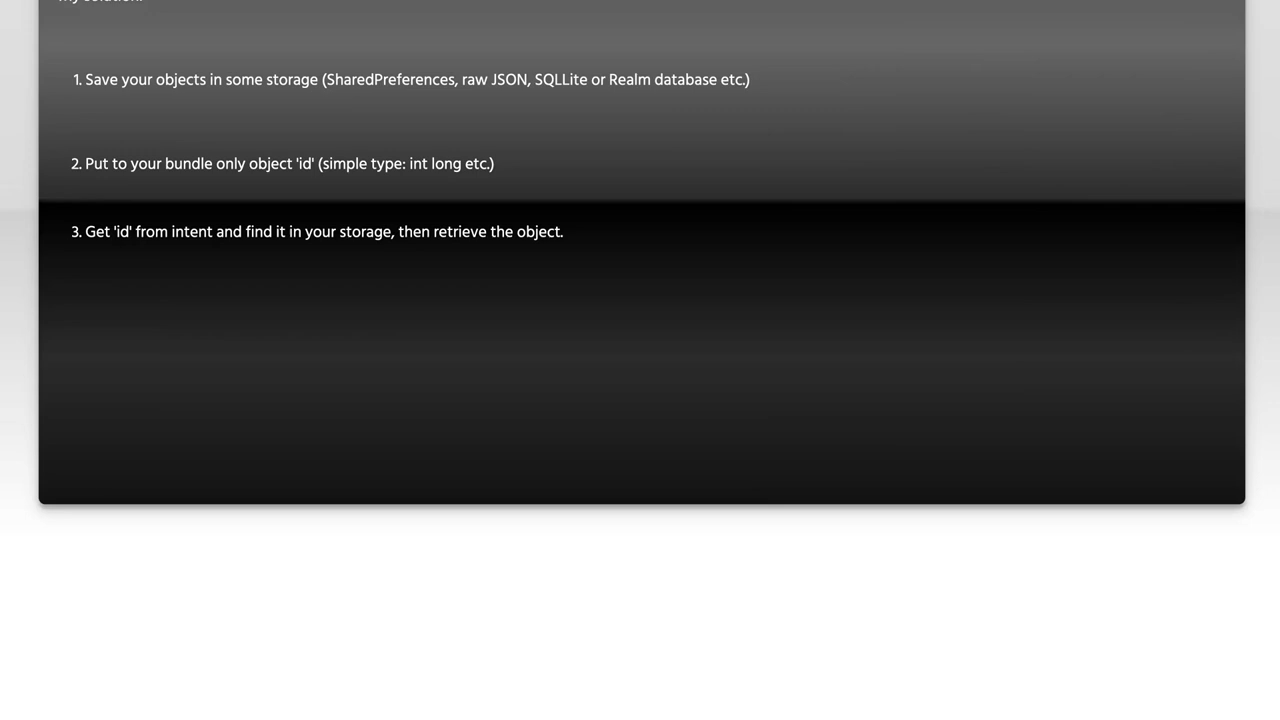 My solution:
1. Save your objects in some storage (SharedPreferences, raw JSON, SQLLite or Realm database etc.)
2. Put to your bundle only object 'id' (simple type: int long etc.)
3. Get 'id' from intent and find it in your storage, then retrieve the object.